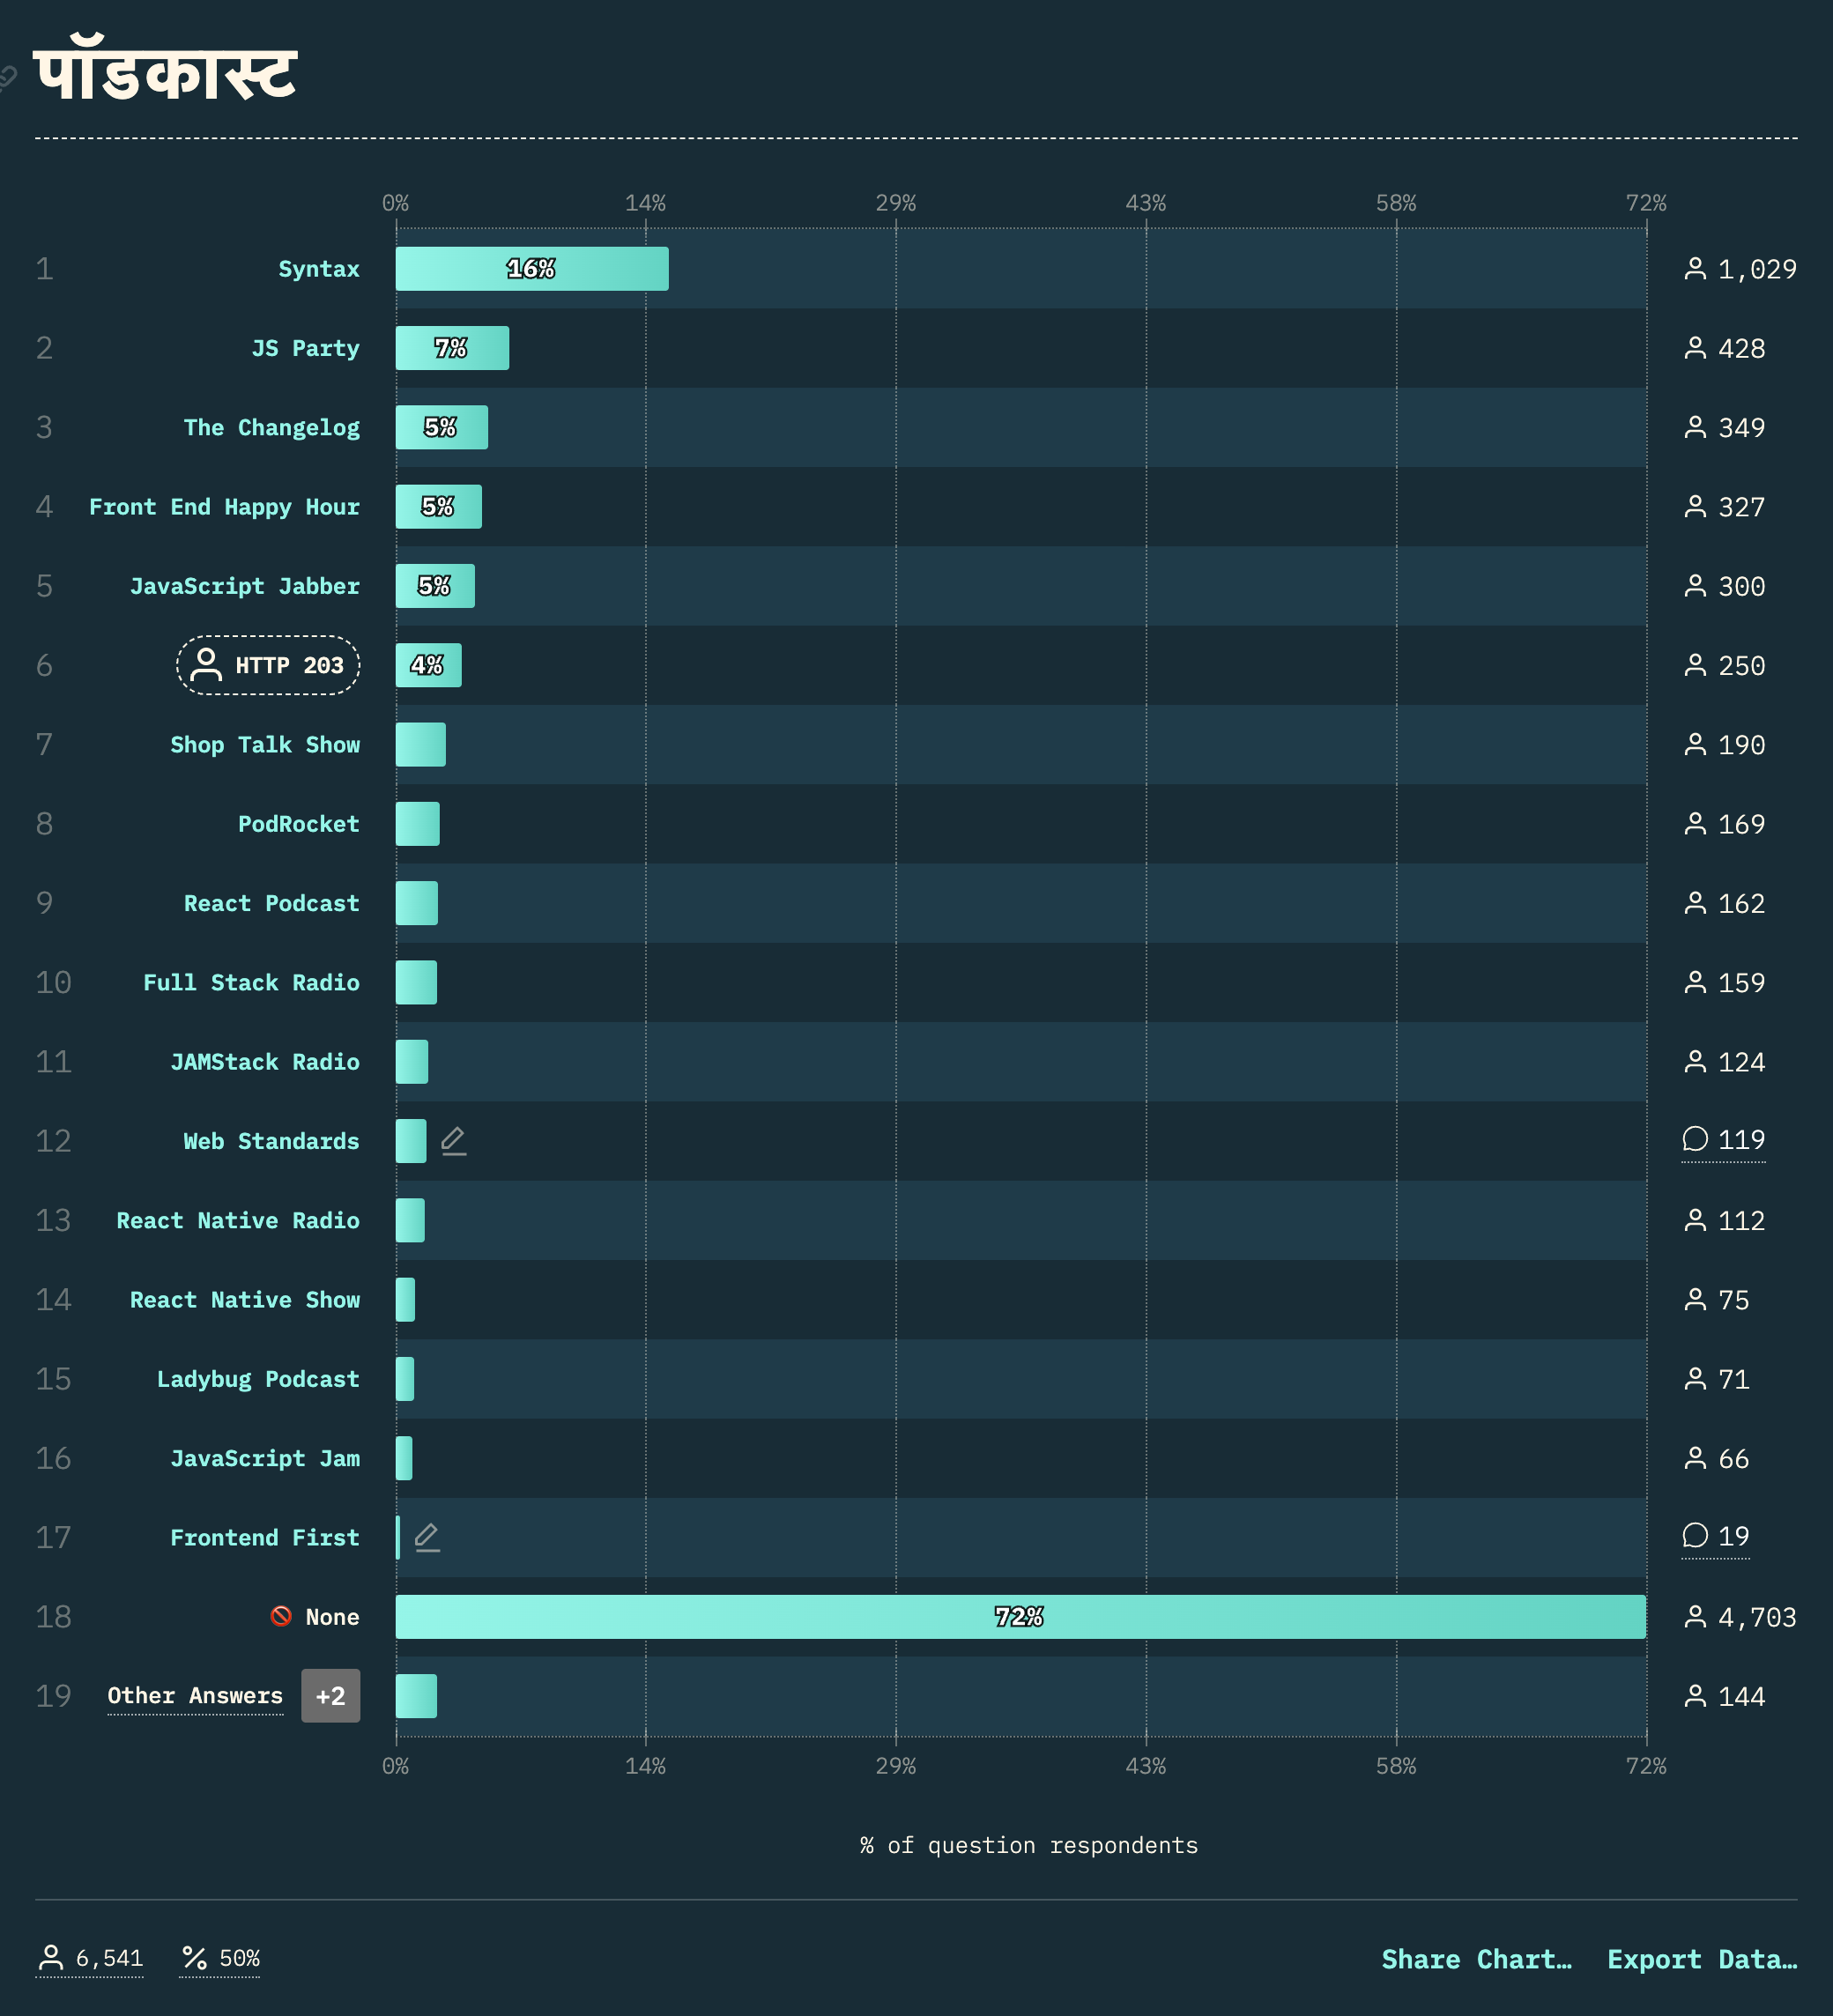 पॉडकास्ट
0% 14% 29% 43% 58% 72%
1 Syntax 16% 1,029
2 JS Party 7% 428
3 The Changelog 5% 349
4 Front End Happy Hour 5% 327
5 JavaScript Jabber 5% 300
6 HTTP 203 4% 250
7 Shop Talk Show 190
8 PodRocket 169
9 React Podcast 162
10 Full Stack Radio 159
11 JAMStack Radio 124
12 Web Standards 119
13 React Native Radio 112
14 React Native Show 75
15 Ladybug Podcast 71
16 JavaScript Jam 66
17 Frontend First 19
18 None 72% 4,703
19 Other Answers +2 144
0% 14% 29% 43% 58% 72%
% of question respondents
6,541 50% Share Chart… Export Data…